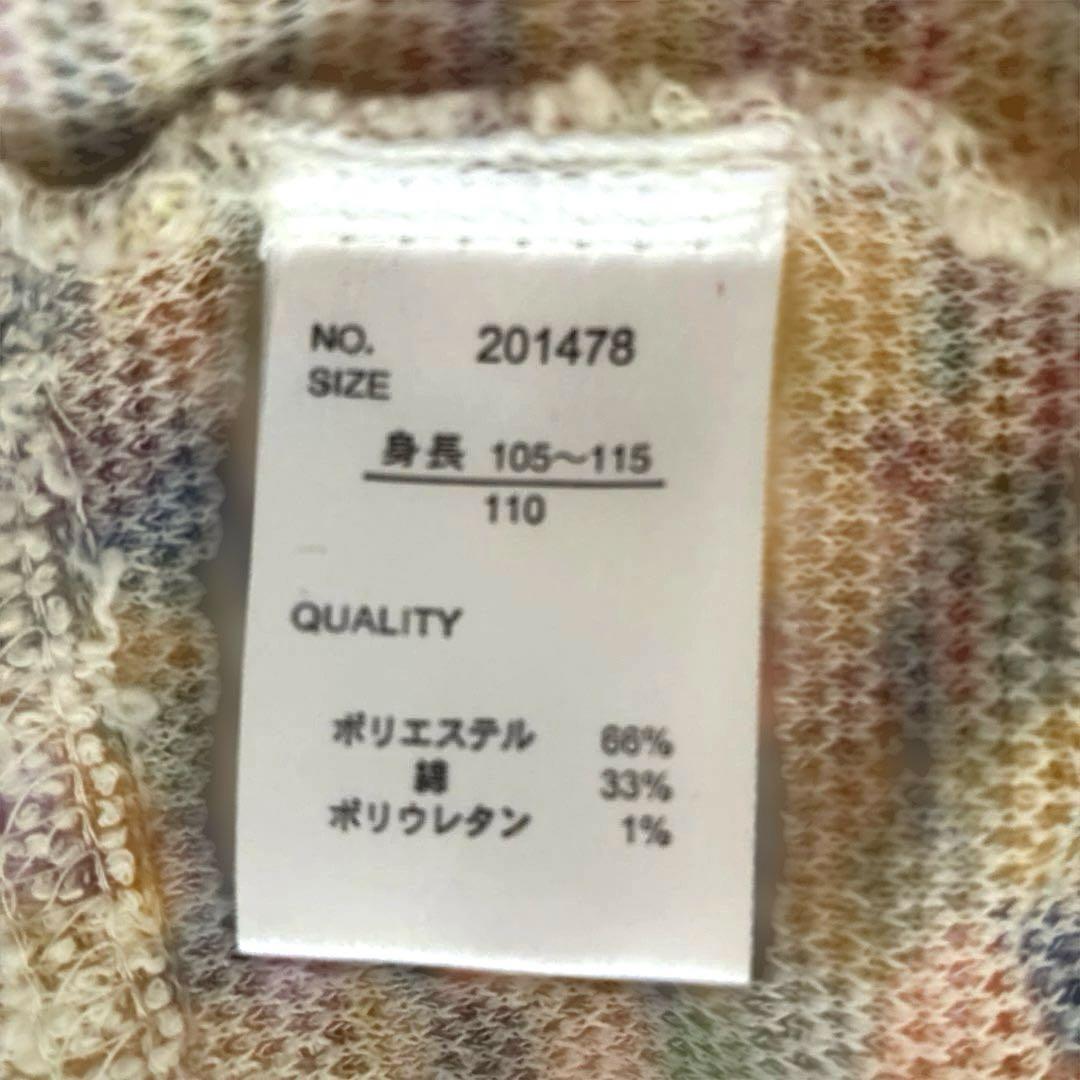 NO. 201478
SIZE
身長 105〜115
110
QUALITY
ポリエステル 66%
綿 33%
ポリウレタン 1%